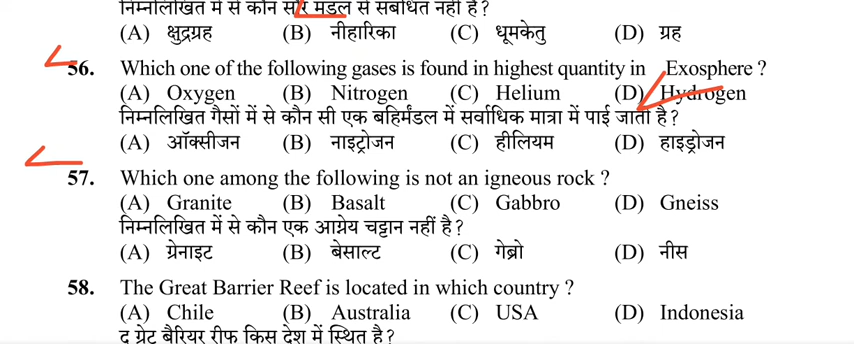 निम्नलिखित में से कौन सौर मंडल से संबंधित नहीं है?
(A) क्षुद्रग्रह (B) नीहारिका (C) धूमकेतु (D) ग्रह
56. Which one of the following gases is found in highest quantity in Exosphere ?
(A) Oxygen (B) Nitrogen (C) Helium (D) Hydrogen
निम्नलिखित गैसों में से कौन सी एक बहिर्मंडल में सर्वाधिक मात्रा में पाई जाती है?
(A) ऑक्सीजन (B) नाइट्रोजन (C) हीलियम (D) हाइड्रोजन
57. Which one among the following is not an igneous rock ?
(A) Granite (B) Basalt (C) Gabbro (D) Gneiss
निम्नलिखित में से कौन एक आग्नेय चट्टान नहीं है?
(A) ग्रेनाइट (B) बेसाल्ट (C) गेब्रो (D) नीस
58. The Great Barrier Reef is located in which country ?
(A) Chile (B) Australia (C) USA (D) Indonesia
द ग्रेट बैरियर रीफ किस देश में स्थित है?